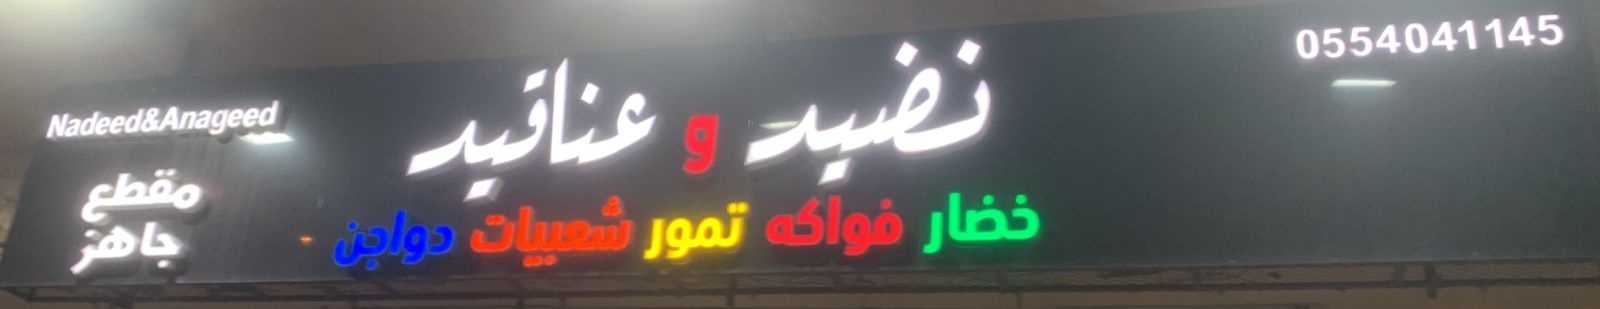 0554041145
نضيد و عناقيد
خضار فواكه تمور شعبيات دواجن
Nadeed&Anageed
مقطع
جاهز